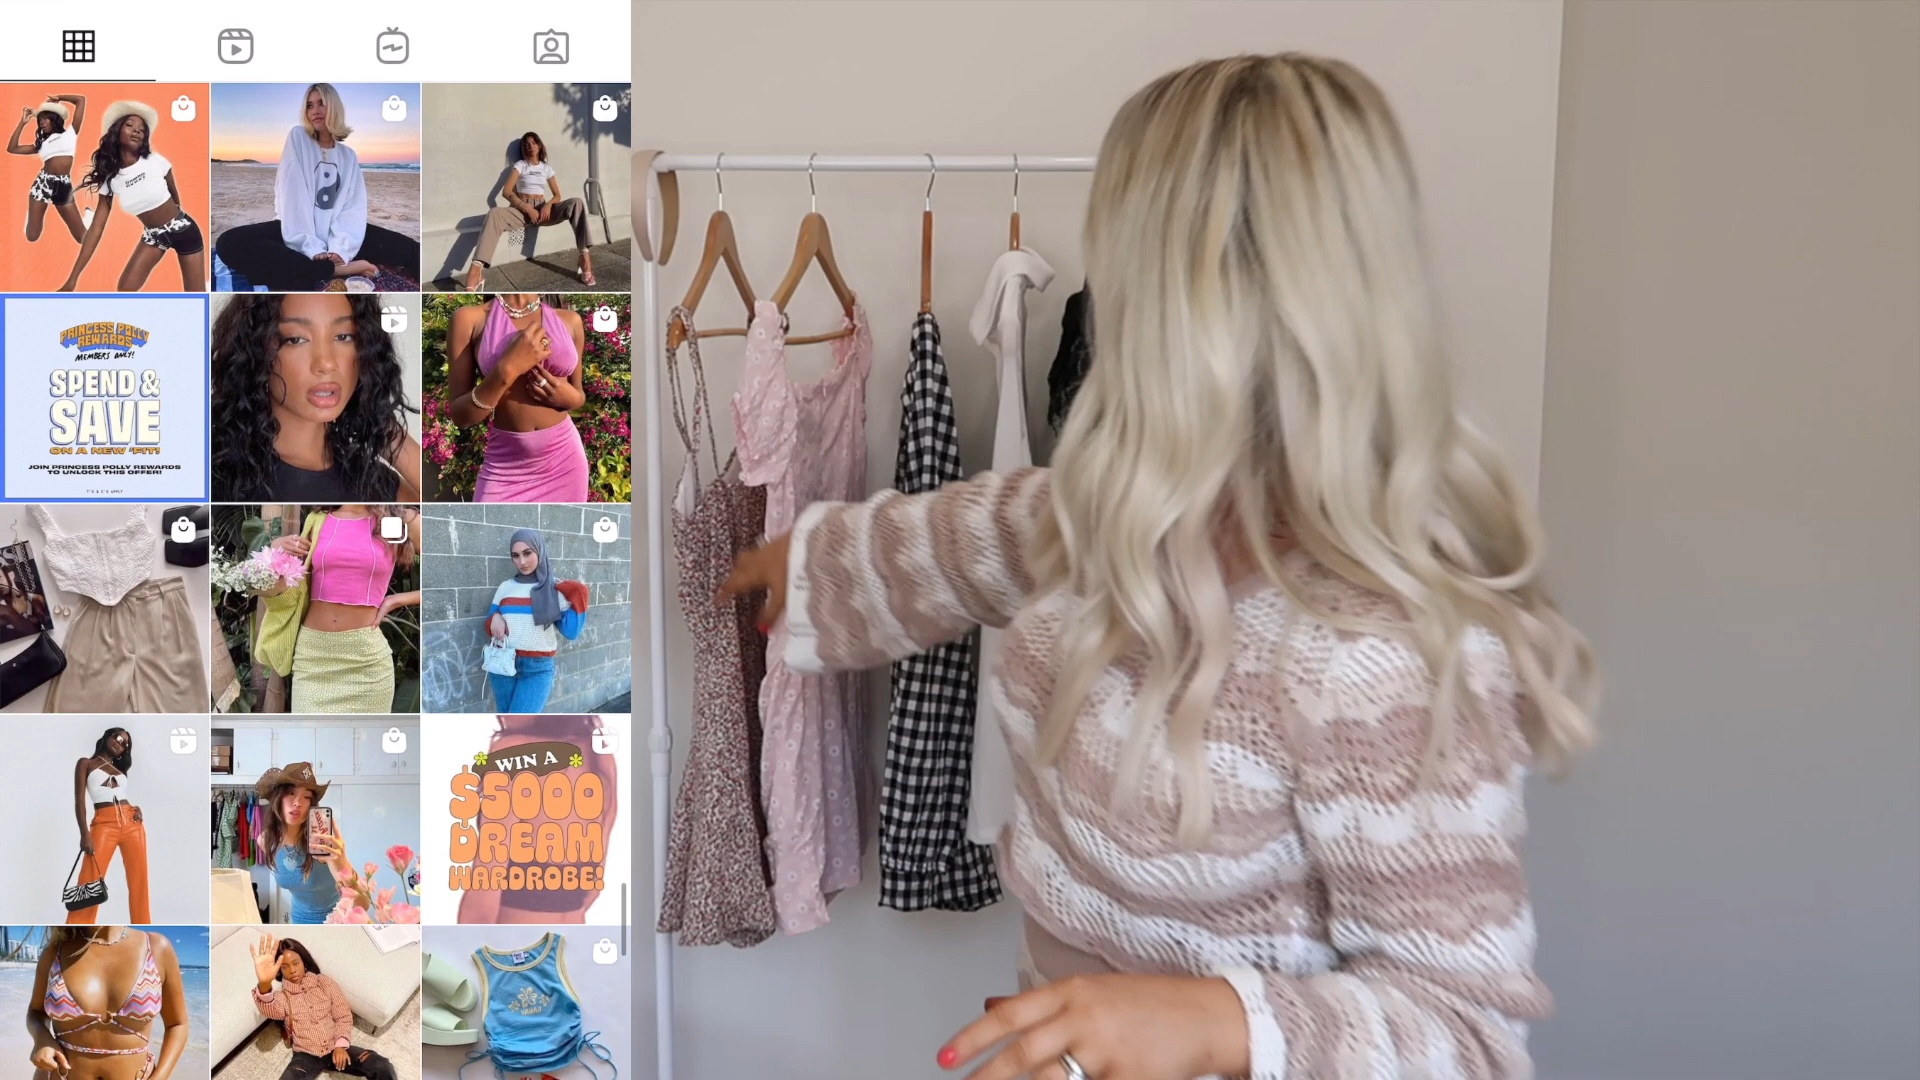 PRINCESS POLLY
REWARDS
MEMBERS ONLY!
SPEND &
SAVE
ON A NEW 'FIT!
JOIN PRINCESS POLLY REWARDS
TO UNLOCK THIS OFFER!
T'S & C'S APPLY
WIN A
$5000
DREAM
WARDROBE!